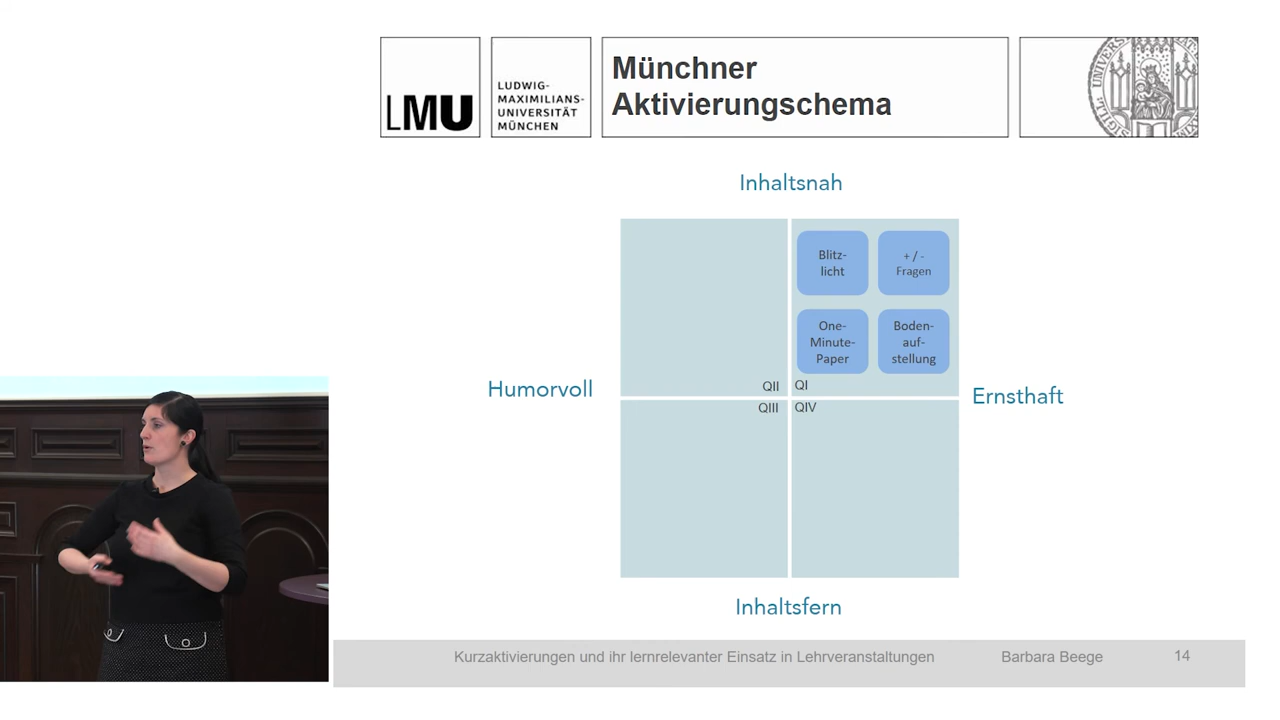 LMU
LUDWIG-
MAXIMILIANS-
UNIVERSITÄT
MÜNCHEN
Münchner
Aktivierungschema
Inhaltsnah
Blitz-
licht
+ / -
Fragen
One-
Minute-
Paper
Boden-
auf-
stellung
QII
QI
Humorvoll
Ernsthaft
QIII
QIV
Inhaltsfern
Kurzaktivierungen und ihr lernrelevanter Einsatz in Lehrveranstaltungen
Barbara Beege
14